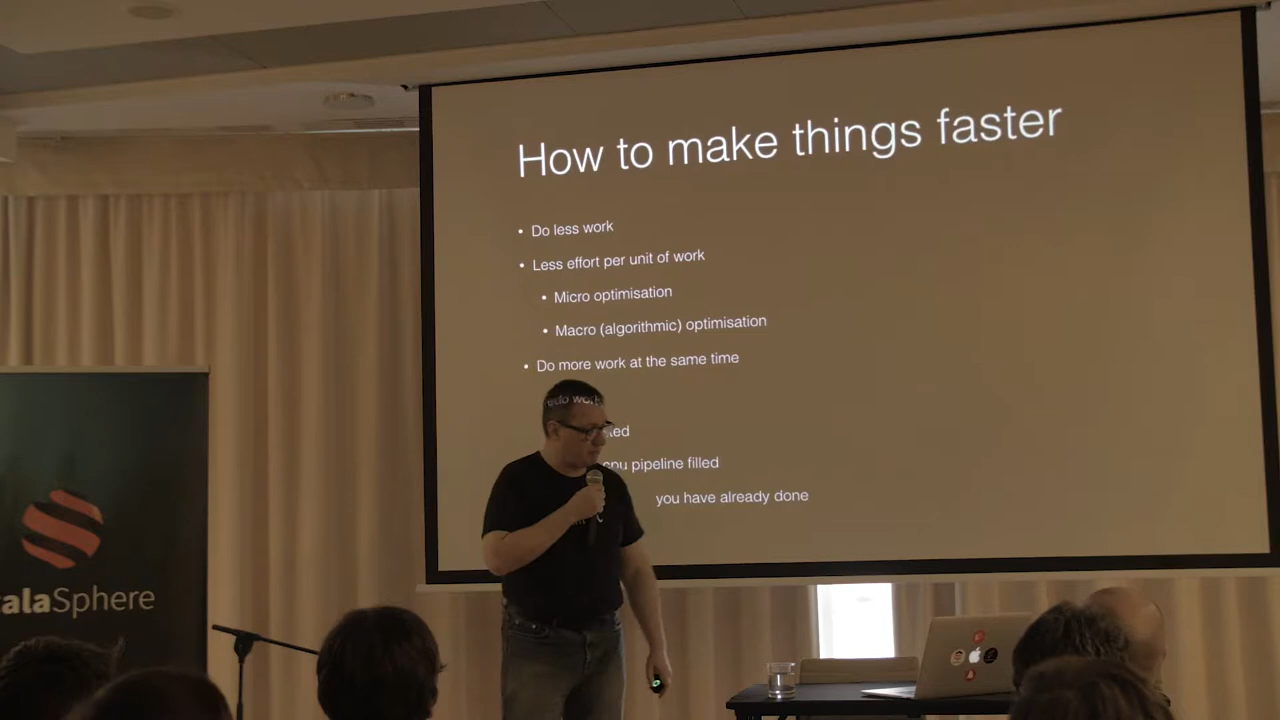 How to make things faster
• Do less work
• Less effort per unit of work
• Micro optimisation
• Macro (algorithmic) optimisation
• Do more work at the same time
work
cpu pipeline filled
you have already done
alaSphere